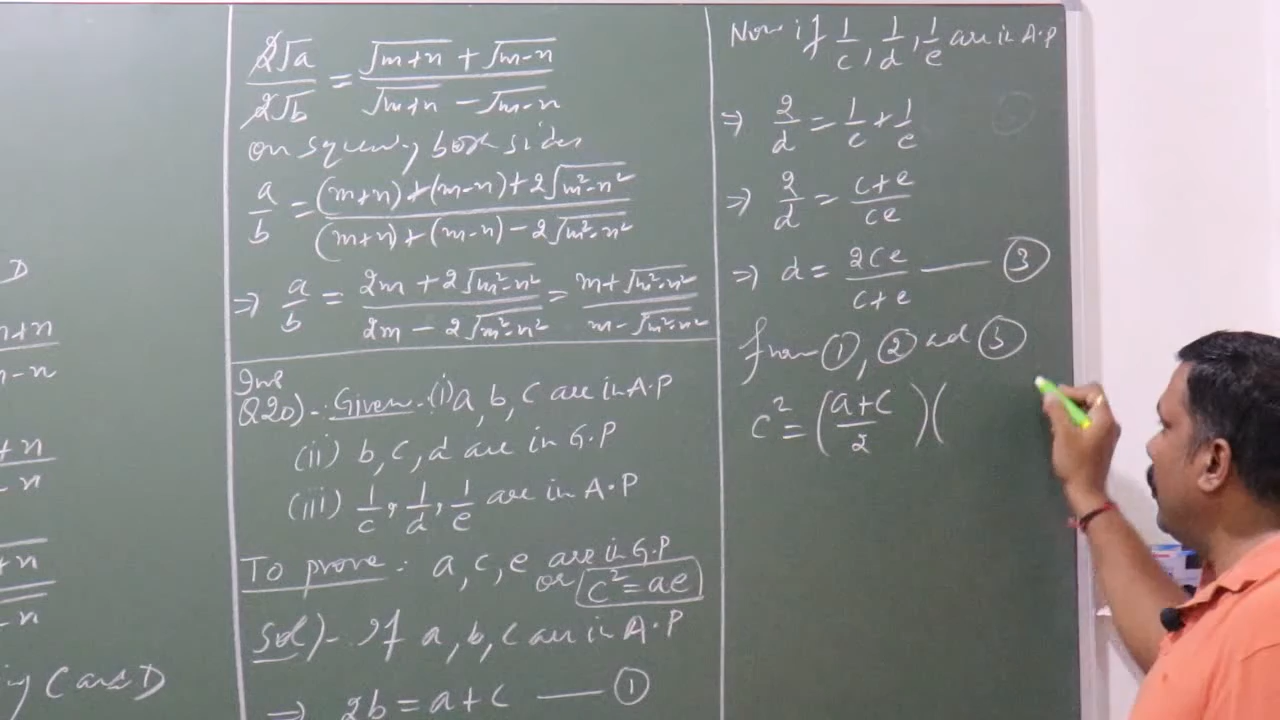 D
m+n
m-n
+n
-n
+n
-n
ing C and D
2√a/2√b = (√m+n + √m-n)/(√m+n - √m-n)
on squaring both sides
a/b = ((m+n)+(m-n)+2√m²-n²)/((m+n)+(m-n)-2√m²-n²)
⇒ a/b = (2m+2√m²-n²)/(2m-2√m²-n²) = (m+√m²-n²)/(m-√m²-n²)
Q20) - Given - (i) a, b, c are in A.P
(ii) b, c, d are in G.P
(iii) 1/c, 1/d, 1/e are in A.P
To prove - a, c, e are in G.P
or c² = ae
Sol) - If a, b, c are in A.P
⇒ 2b = a+c — ①
Now if 1/c, 1/d, 1/e are in A.P
⇒ 2/d = 1/c + 1/e
⇒ 2/d = (c+e)/ce
⇒ d = 2ce/(c+e) — ③
from ①, ② and ③
c² = ((a+c)/2)(